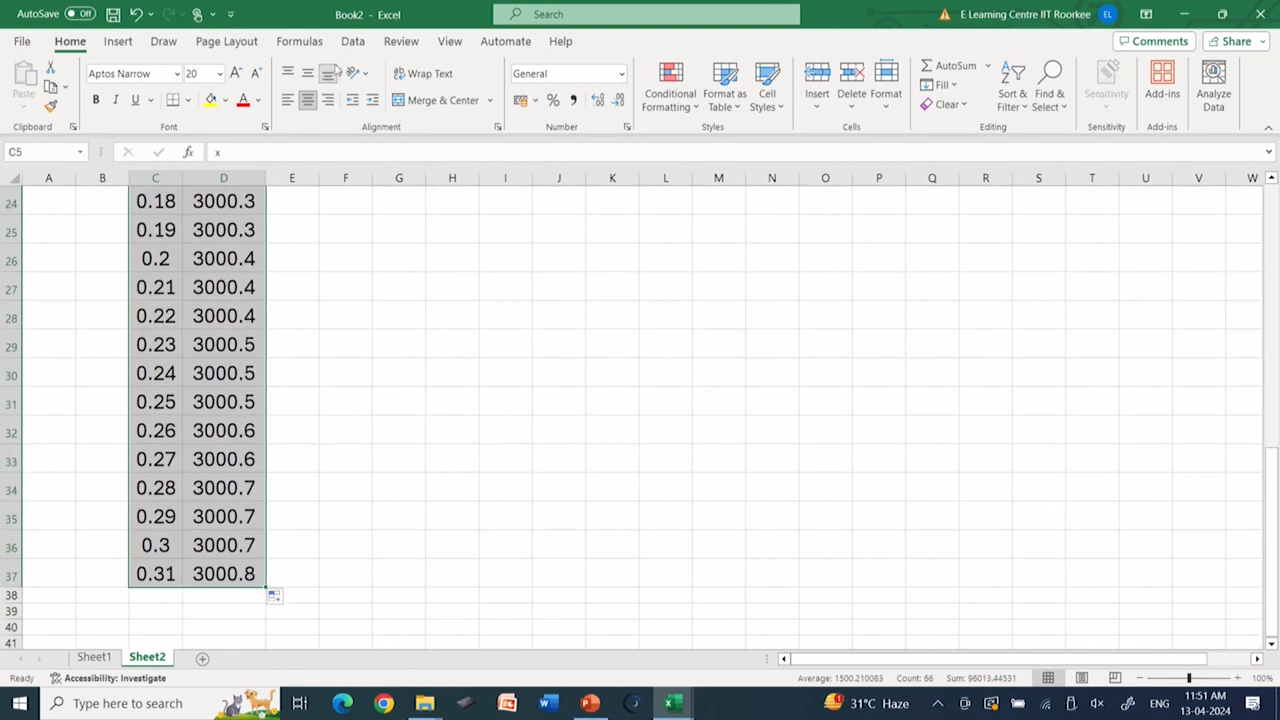 AutoSave Off Book2 - Excel Search E Learning Centre IIT Roorkee EL
File Home Insert Draw Page Layout Formulas Data Review View Automate Help Comments Share
Paste Aptos Narrow 20 A A Wrap Text General Conditional Formatting Format as Table Cell Styles Insert Delete Format AutoSum Sort & Filter Find & Select Sensitivity Add-ins Analyze Data
B I U A Merge & Center % Fill
Clear
Clipboard Font Alignment Number Styles Cells Editing Sensitivity Add-ins
C5 fx x
A B C D E F G H I J K L M N O P Q R S T U V W
24 0.18 3000.3
25 0.19 3000.3
26 0.2 3000.4
27 0.21 3000.4
28 0.22 3000.4
29 0.23 3000.5
30 0.24 3000.5
31 0.25 3000.5
32 0.26 3000.6
33 0.27 3000.6
34 0.28 3000.7
35 0.29 3000.7
36 0.3 3000.7
37 0.31 3000.8
38
39
40
41
Sheet1 Sheet2
Ready Accessibility: Investigate Average: 1500.210083 Count: 66 Sum: 96013.44531 100%
Type here to search 31°C Haze ENG 11:51 AM
13-04-2024